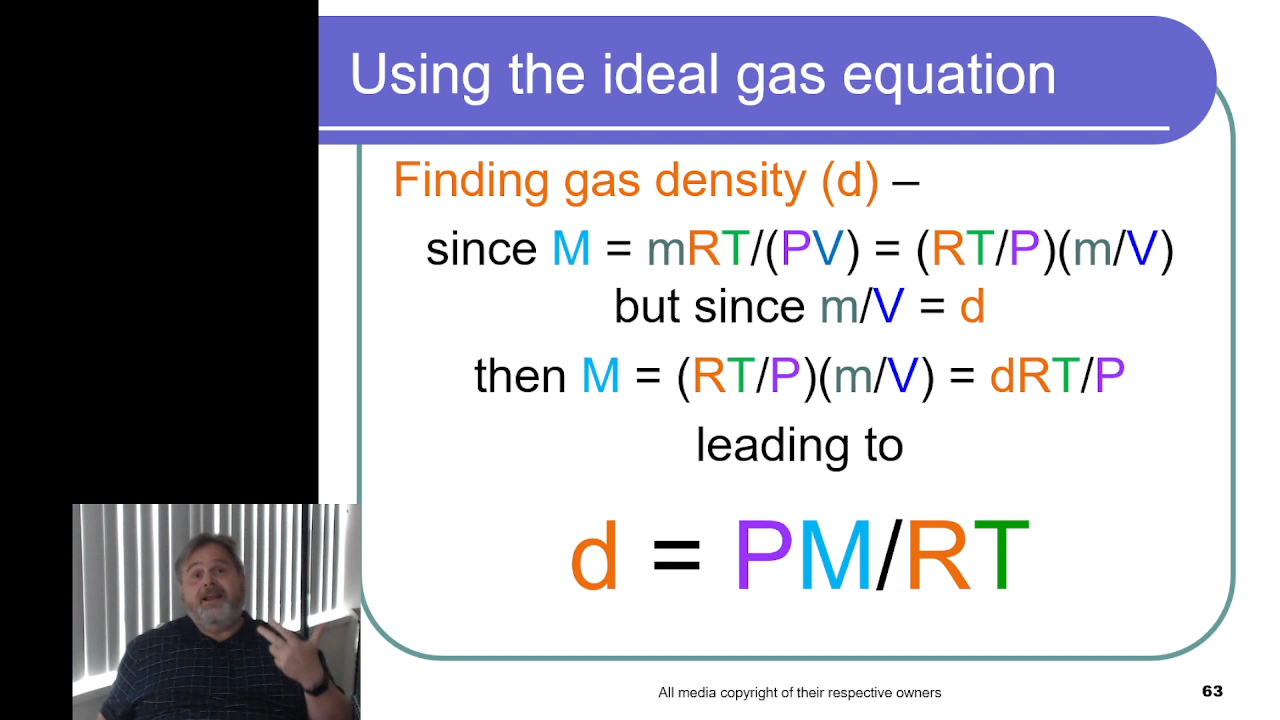 Using the ideal gas equation
Finding gas density (d) –
since M = mRT/(PV) = (RT/P)(m/V)
but since m/V = d
then M = (RT/P)(m/V) = dRT/P
leading to
d = PM/RT
All media copyright of their respective owners
63